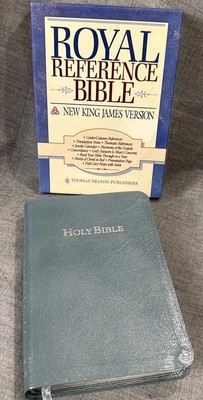 ROYAL
REFERENCE
BIBLE
NEW KING JAMES VERSION
• Center-Column References
• Translation Notes • Thematic References
• Jewish Calendar • Harmony of the Gospels
• Concordance • God's Answers to Man's Concerns
• Read Your Bible Through in a Year
• Words of Christ in Red • Presentation Page
• Full-Color Maps with Index
THOMAS NELSON PUBLISHERS
HOLY BIBLE